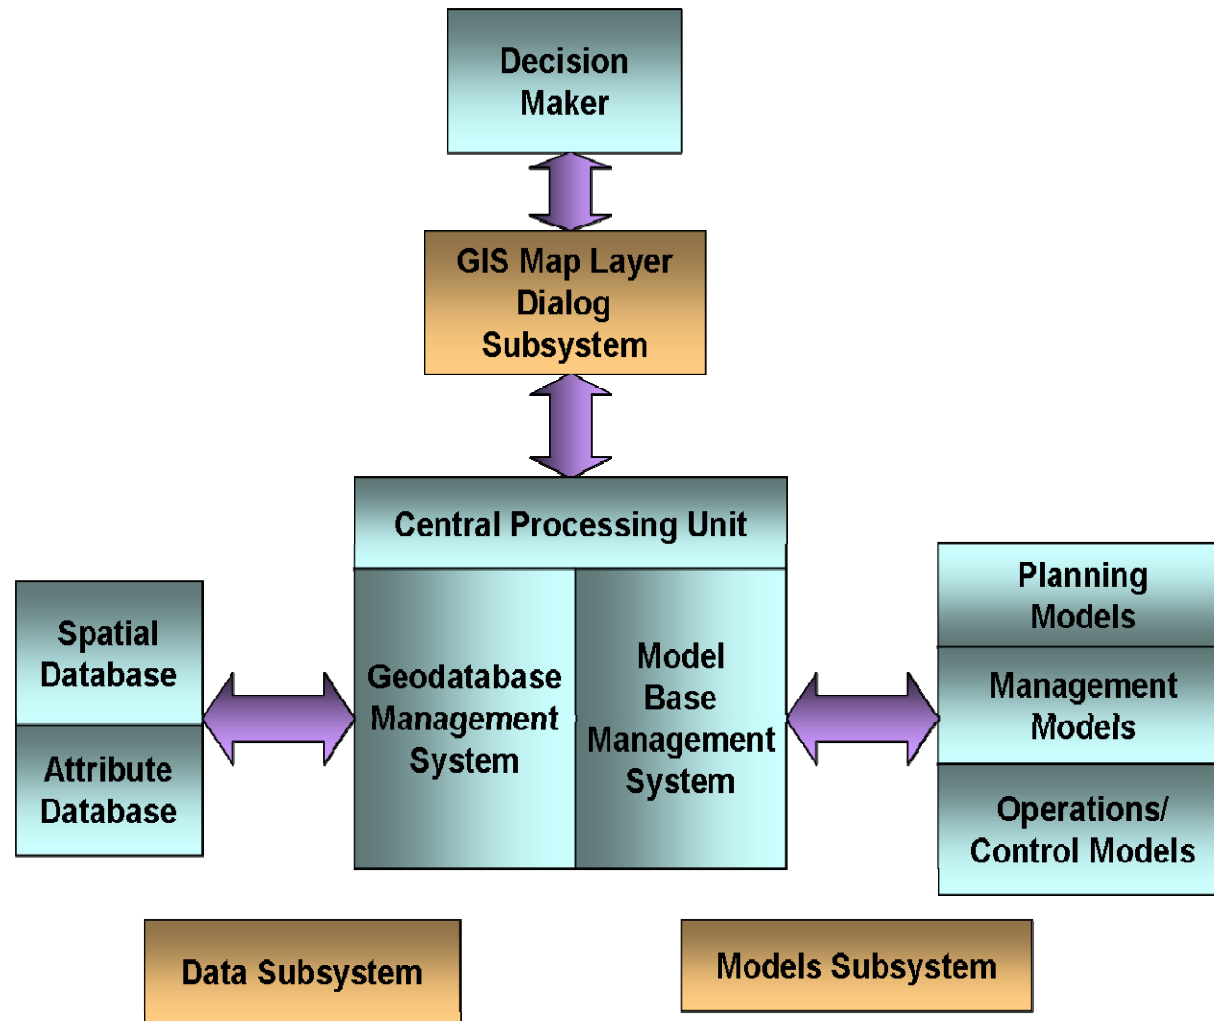 Decision
Maker
GIS Map Layer
Dialog
Subsystem
Central Processing Unit
Spatial
Database
Attribute
Database
Geodatabase
Management
System
Model
Base
Management
System
Planning
Models
Management
Models
Operations/
Control Models
Data Subsystem
Models Subsystem